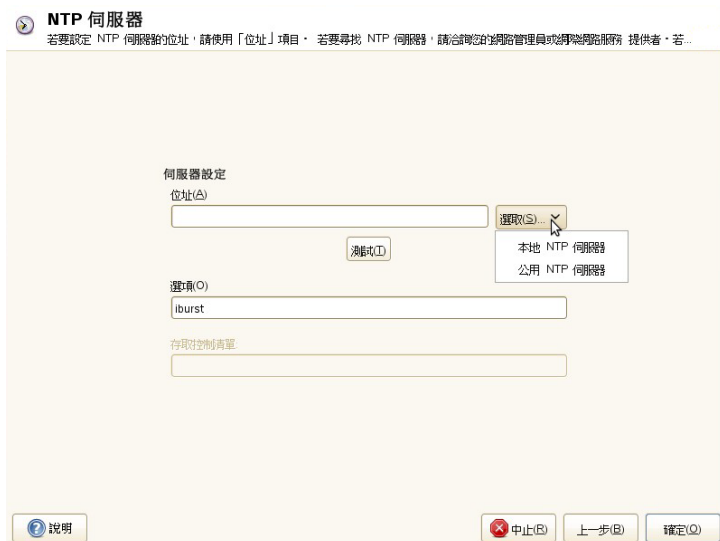 NTP 伺服器
若要設定 NTP 伺服器的位址，請使用「位址」項目。 若要尋找 NTP 伺服器，請洽詢您的網路管理員或網際網路服務 提供者。若...
伺服器設定
位址(A)
選取(S)...
本地 NTP 伺服器
公用 NTP 伺服器
測試(T)
選項(O)
iburst
存取控制清單
說明
中止(R)
上一步(B)
確定(O)